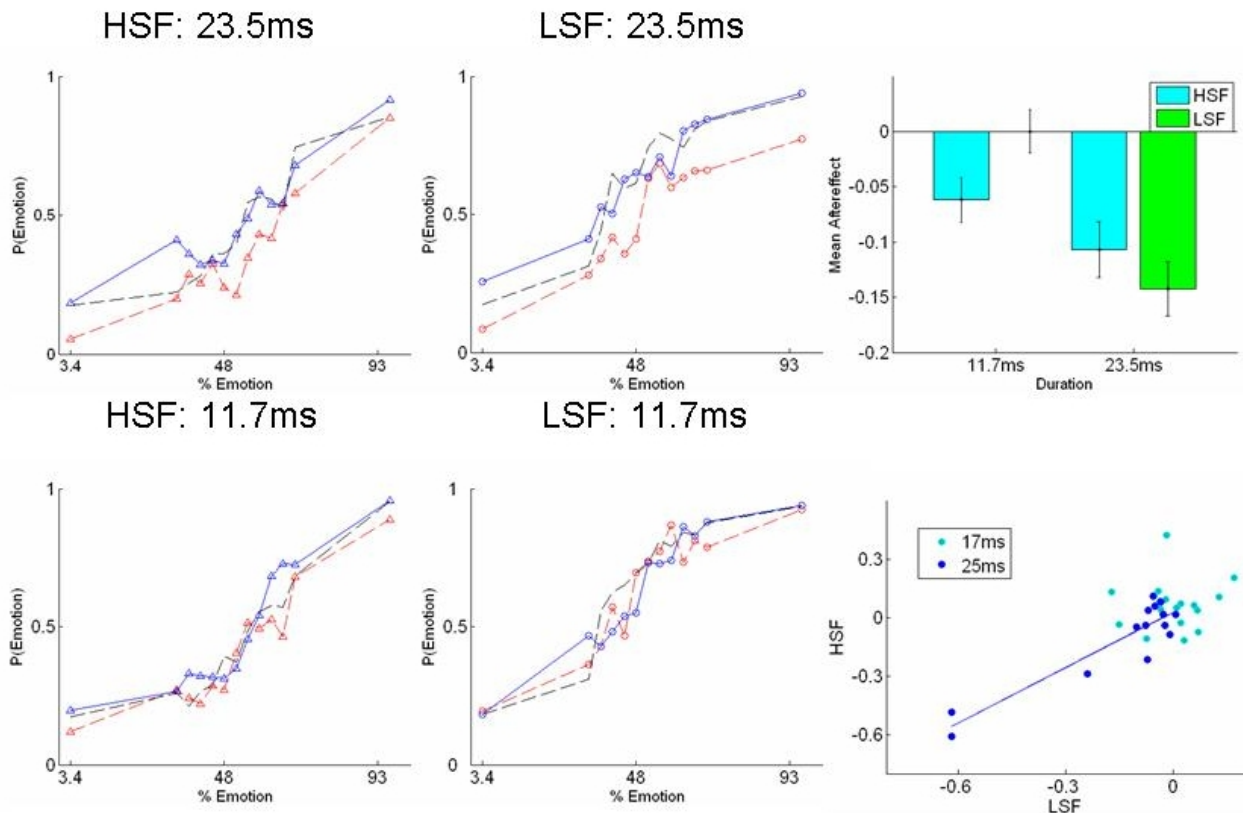 HSF: 23.5ms
1
0.5
0
P(Emotion)
3.4
48
93
% Emotion
LSF: 23.5ms
1
0.5
0
P(Emotion)
3.4
48
93
% Emotion
HSF
LSF
0
-0.05
-0.1
-0.15
-0.2
Mean Aftereffect
11.7ms
23.5ms
Duration
HSF: 11.7ms
1
0.5
0
P(Emotion)
3.4
48
93
% Emotion
LSF: 11.7ms
1
0.5
0
P(Emotion)
3.4
48
93
% Emotion
17ms
25ms
0.3
0
-0.3
-0.6
HSF
-0.6
-0.3
0
LSF